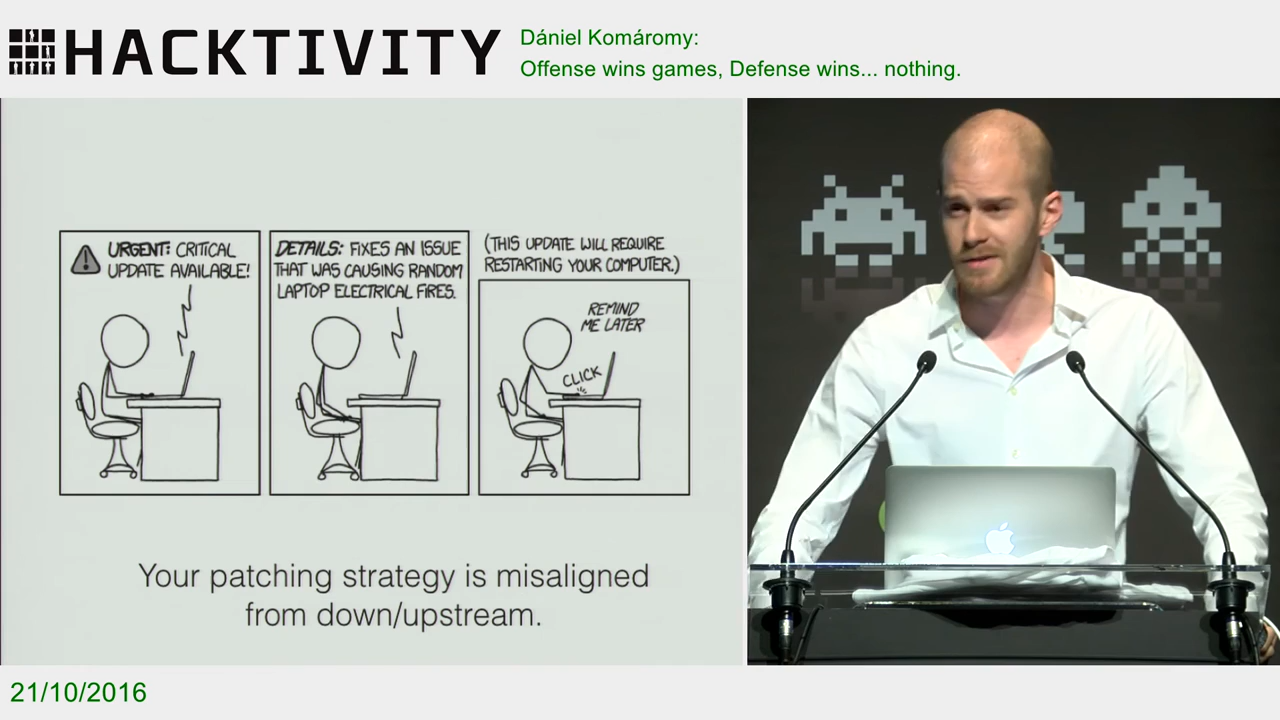 HACKTIVITY
Dániel Komáromy:
Offense wins games, Defense wins... nothing.
URGENT: CRITICAL
UPDATE AVAILABLE!
DETAILS: FIXES AN ISSUE
THAT WAS CAUSING RANDOM
LAPTOP ELECTRICAL FIRES.
(THIS UPDATE WILL REQUIRE
RESTARTING YOUR COMPUTER.)
REMIND
ME LATER
CLICK
Your patching strategy is misaligned
from down/upstream.
21/10/2016